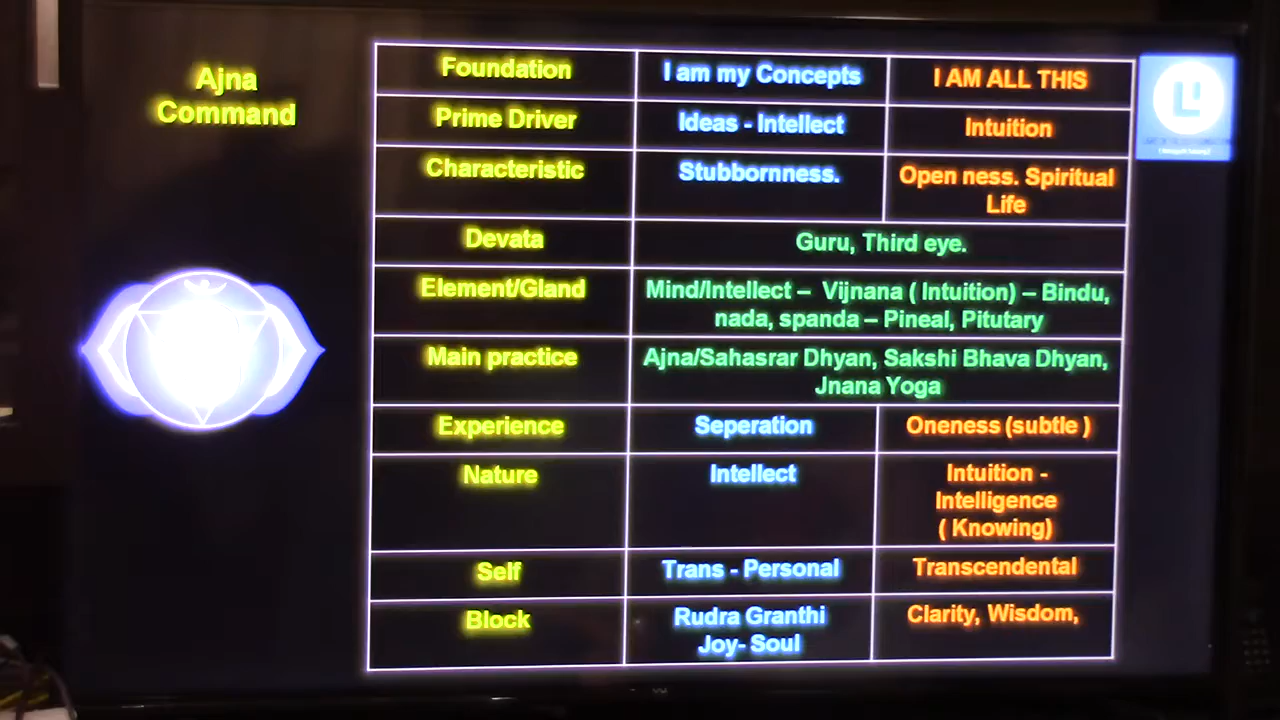 Ajna
Command
Foundation
I am my Concepts
I AM ALL THIS
Prime Driver
Ideas - Intellect
Intuition
Characteristic
Stubbornness.
Open ness. Spiritual
Life
Devata
Guru, Third eye.
Element/Gland
Mind/Intellect – Vijnana ( Intuition) – Bindu,
nada, spanda – Pineal, Pitutary
Main practice
Ajna/Sahasrar Dhyan, Sakshi Bhava Dhyan,
Jnana Yoga
Experience
Seperation
Oneness (subtle )
Nature
Intellect
Intuition -
Intelligence
( Knowing)
Self
Trans - Personal
Transcendental
Block
Rudra Granthi
Joy- Soul
Clarity, Wisdom,